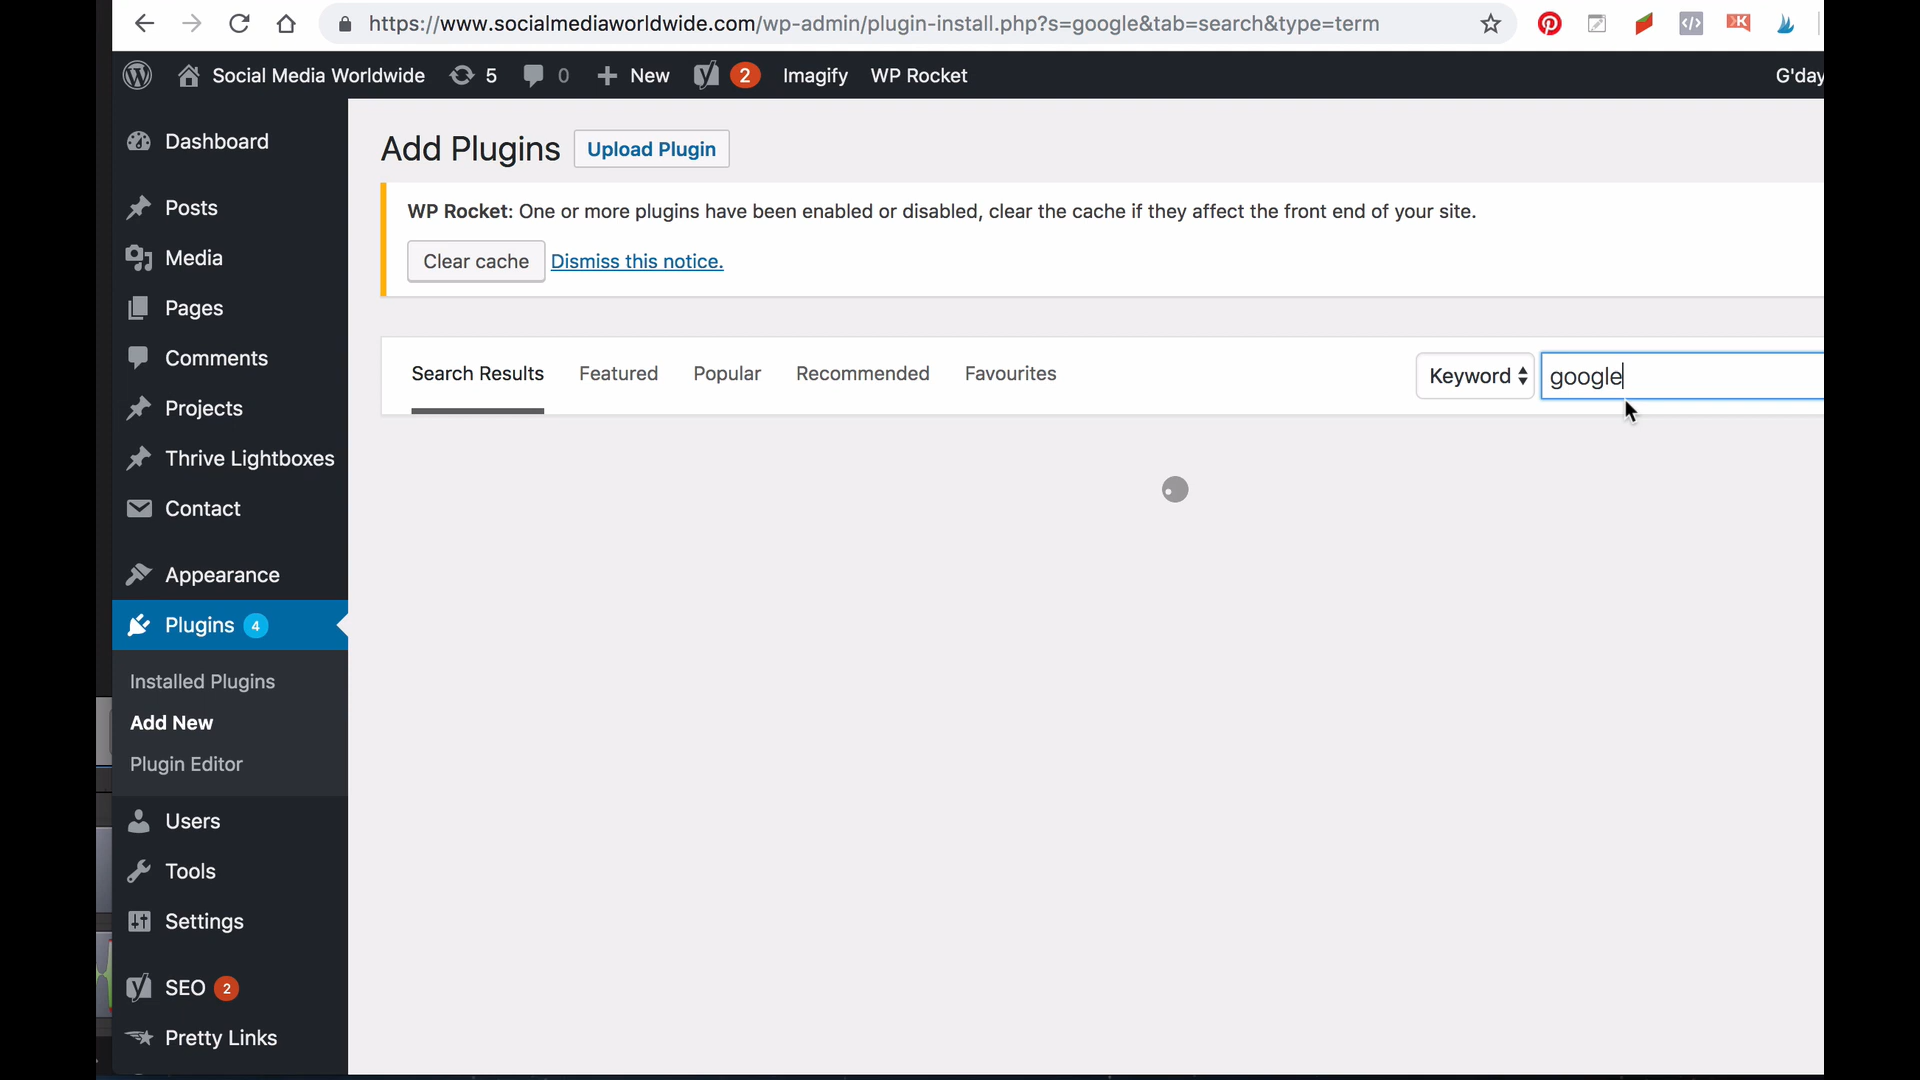 https://www.socialmediaworldwide.com/wp-admin/plugin-install.php?s=google&tab=search&type=term
Social Media Worldwide 5 0 New 2 Imagify WP Rocket G'day
Dashboard
Posts
Media
Pages
Comments
Projects
Thrive Lightboxes
Contact
Appearance
Plugins 4
Installed Plugins
Add New
Plugin Editor
Users
Tools
Settings
SEO 2
Pretty Links
Add Plugins Upload Plugin
WP Rocket: One or more plugins have been enabled or disabled, clear the cache if they affect the front end of your site.
Clear cache Dismiss this notice.
Search Results Featured Popular Recommended Favourites Keyword google